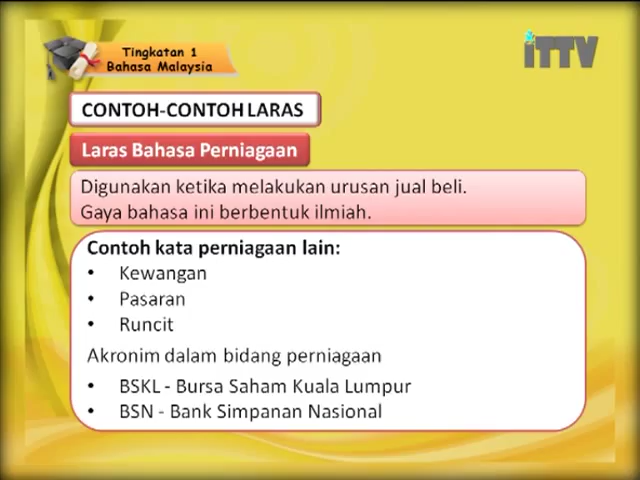 Tingkatan 1
Bahasa Malaysia
iTTV
CONTOH-CONTOH LARAS
Laras Bahasa Perniagaan
Digunakan ketika melakukan urusan jual beli.
Gaya bahasa ini berbentuk ilmiah.
Contoh kata perniagaan lain:
• Kewangan
• Pasaran
• Runcit
Akronim dalam bidang perniagaan
• BSKL - Bursa Saham Kuala Lumpur
• BSN - Bank Simpanan Nasional